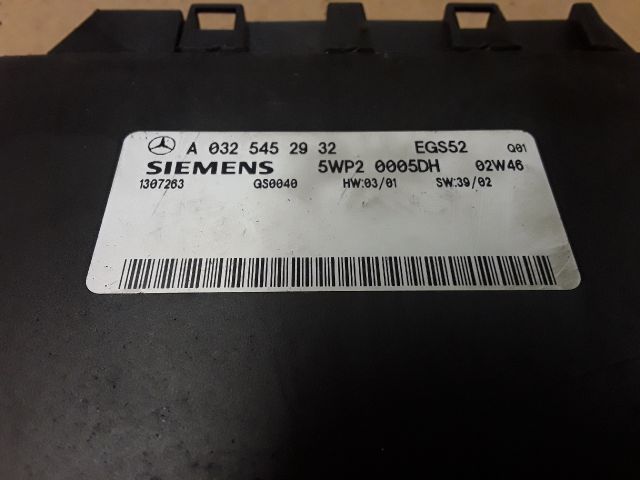 A 032 545 29 32 EGS52 Q01
SIEMENS 5WP2 0005DH 02W46
1307263 GS0040 HW:03/01 SW:39/02